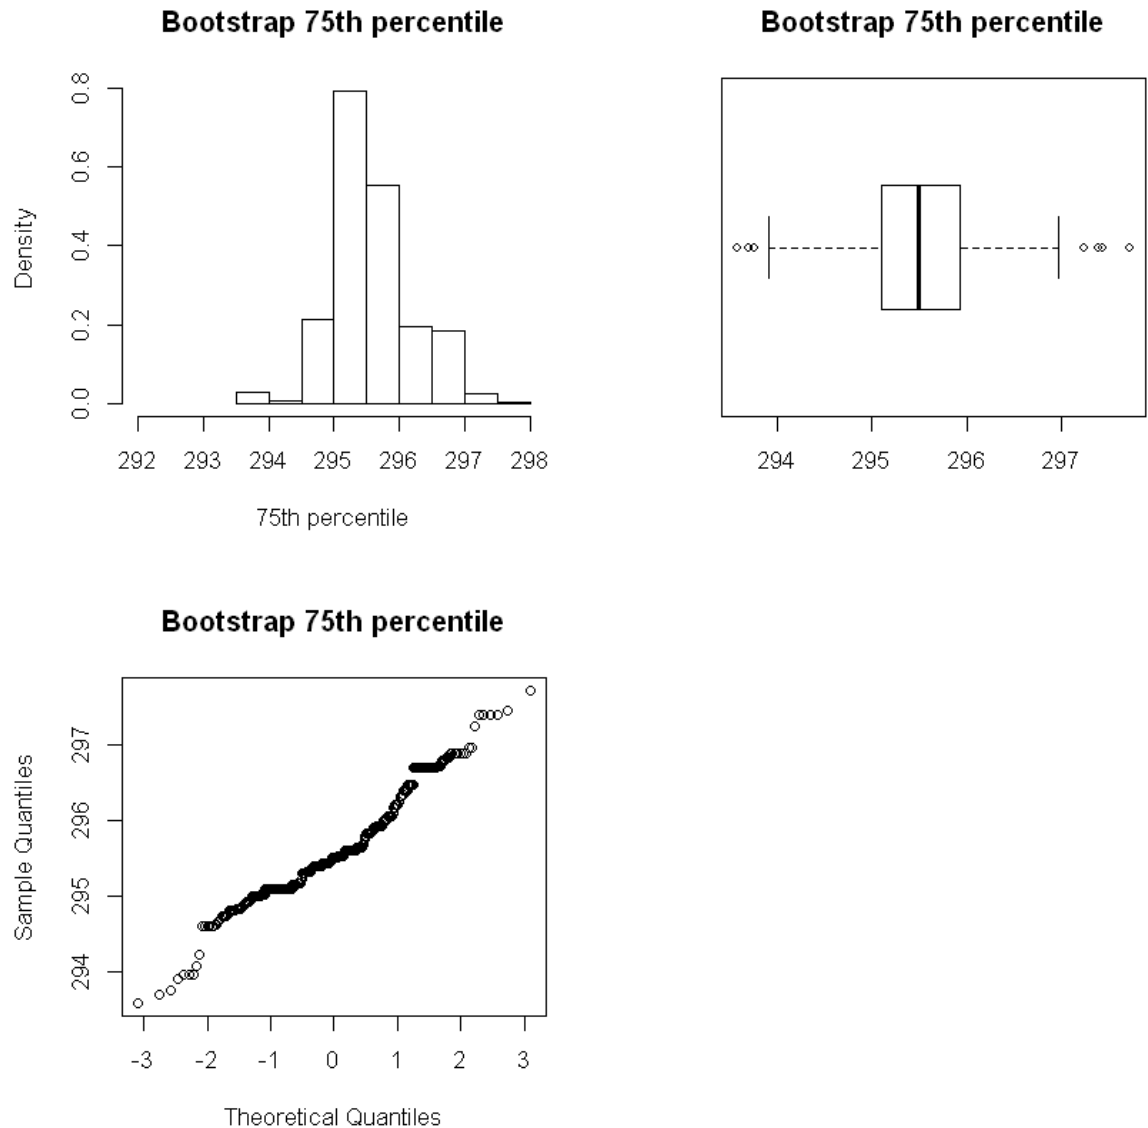 Bootstrap 75th percentile
Density
0.0 0.2 0.4 0.6 0.8
292 293 294 295 296 297 298
75th percentile
Bootstrap 75th percentile
294 295 296 297
Bootstrap 75th percentile
Sample Quantiles
294 295 296 297
-3 -2 -1 0 1 2 3
Theoretical Quantiles